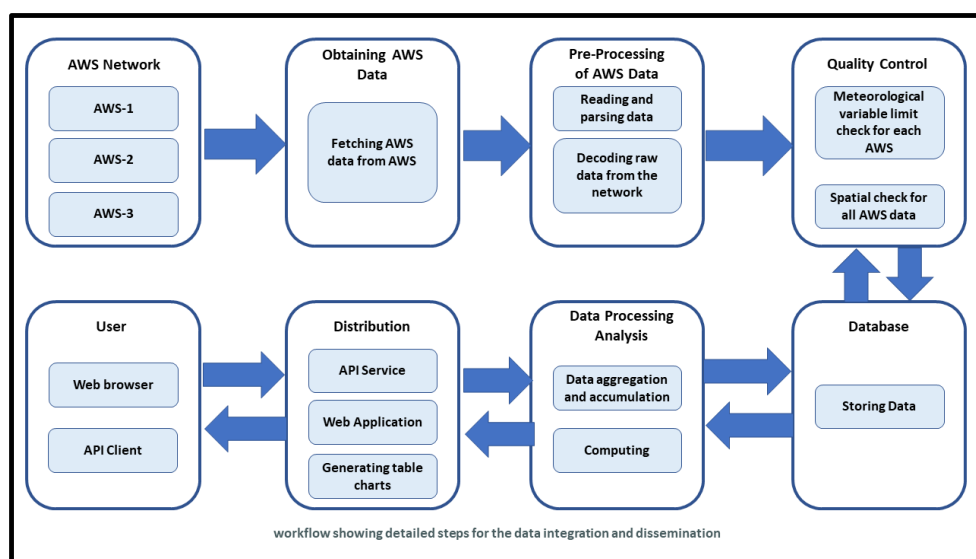 AWS Network
AWS-1
AWS-2
AWS-3
Obtaining AWS
Data
Fetching AWS
data from AWS
Pre-Processing
of AWS Data
Reading and
parsing data
Decoding raw
data from the
network
Quality Control
Meteorological
variable limit
check for each
AWS
Spatial check for
all AWS data
User
Web browser
API Client
Distribution
API Service
Web Application
Generating table
charts
Data Processing
Analysis
Data aggregation
and accumulation
Computing
Database
Storing Data
workflow showing detailed steps for the data integration and dissemination